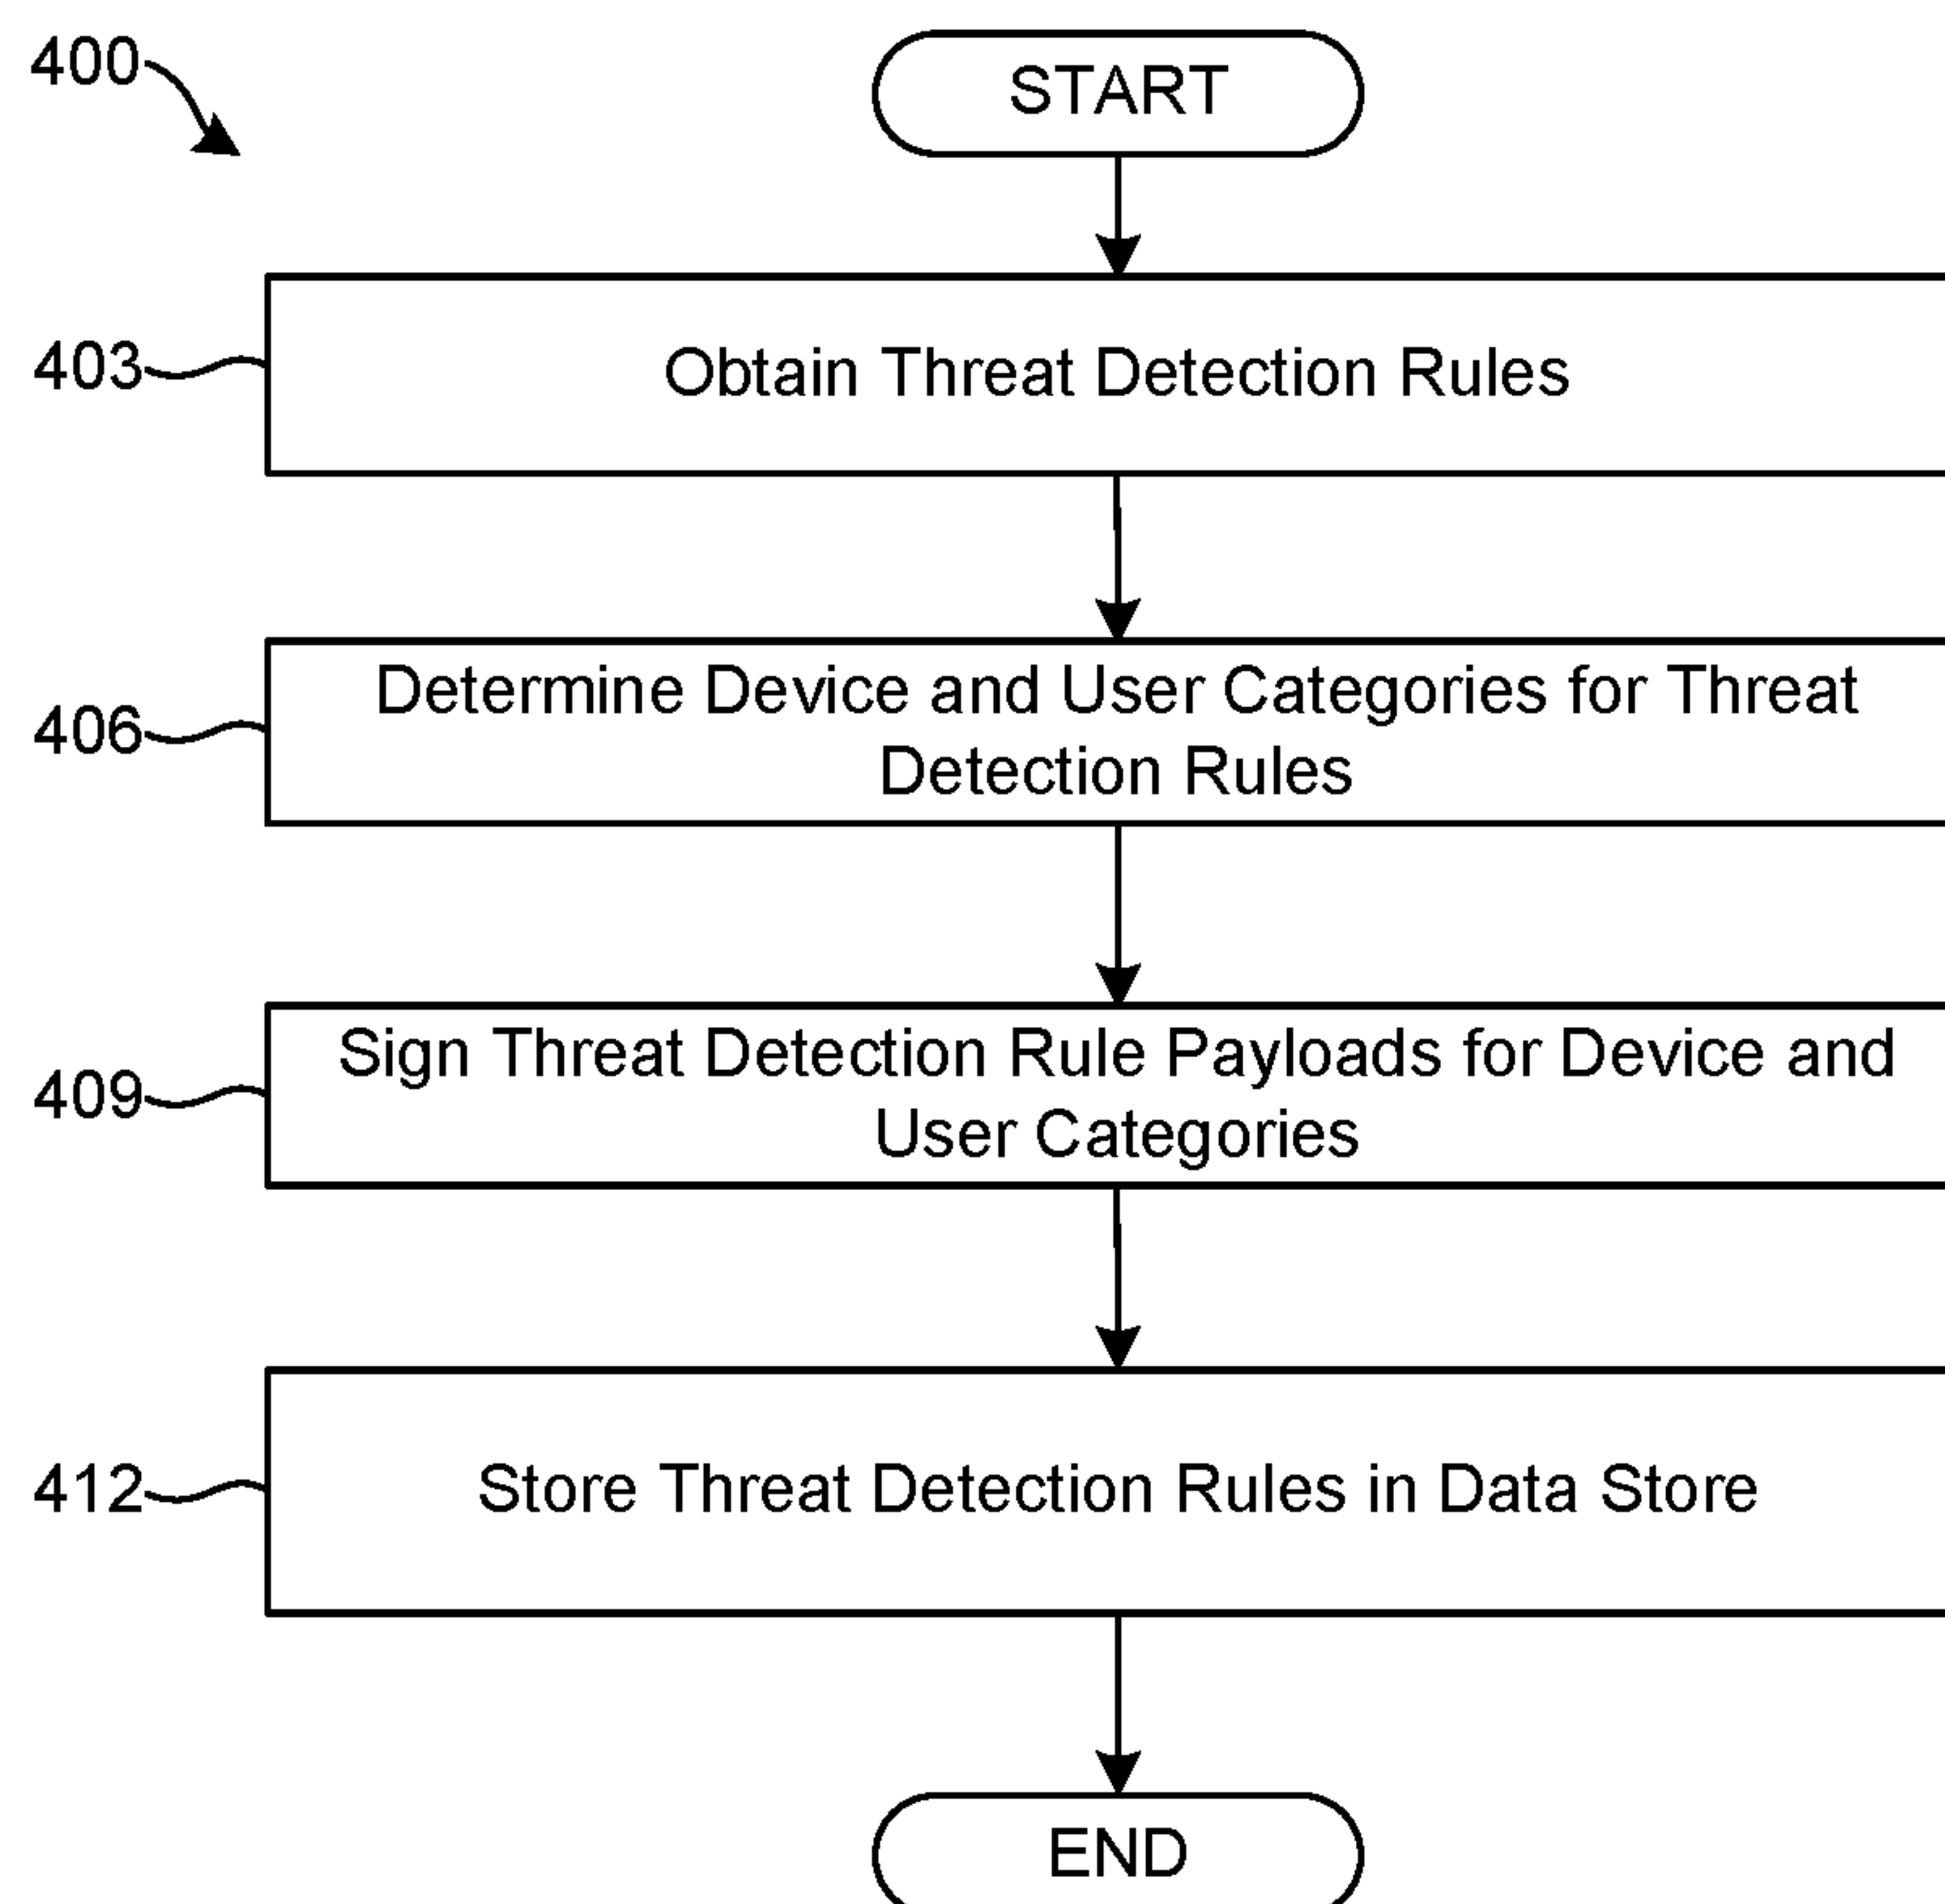 400
START
403
Obtain Threat Detection Rules
406
Determine Device and User Categories for Threat
Detection Rules
409
Sign Threat Detection Rule Payloads for Device and
User Categories
412
Store Threat Detection Rules in Data Store
END